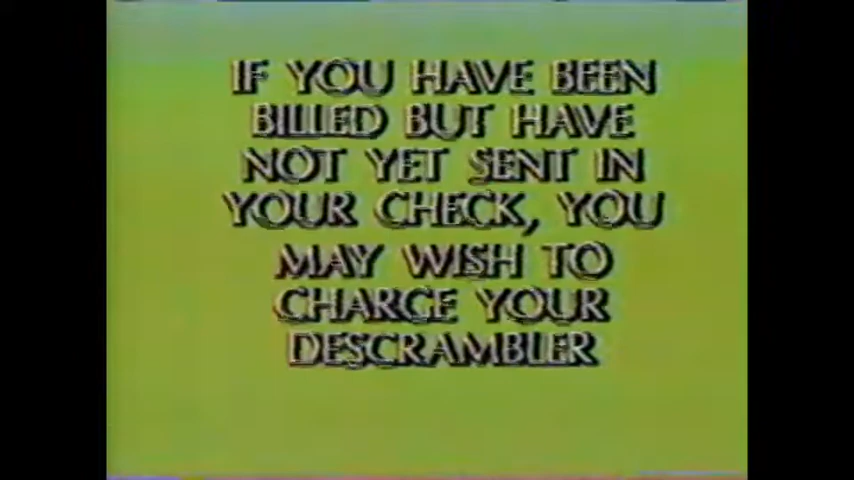 IF YOU HAVE BEEN
BILLED BUT HAVE
NOT YET SENT IN
YOUR CHECK, YOU
MAY WISH TO
CHARGE YOUR
DESCRAMBLER